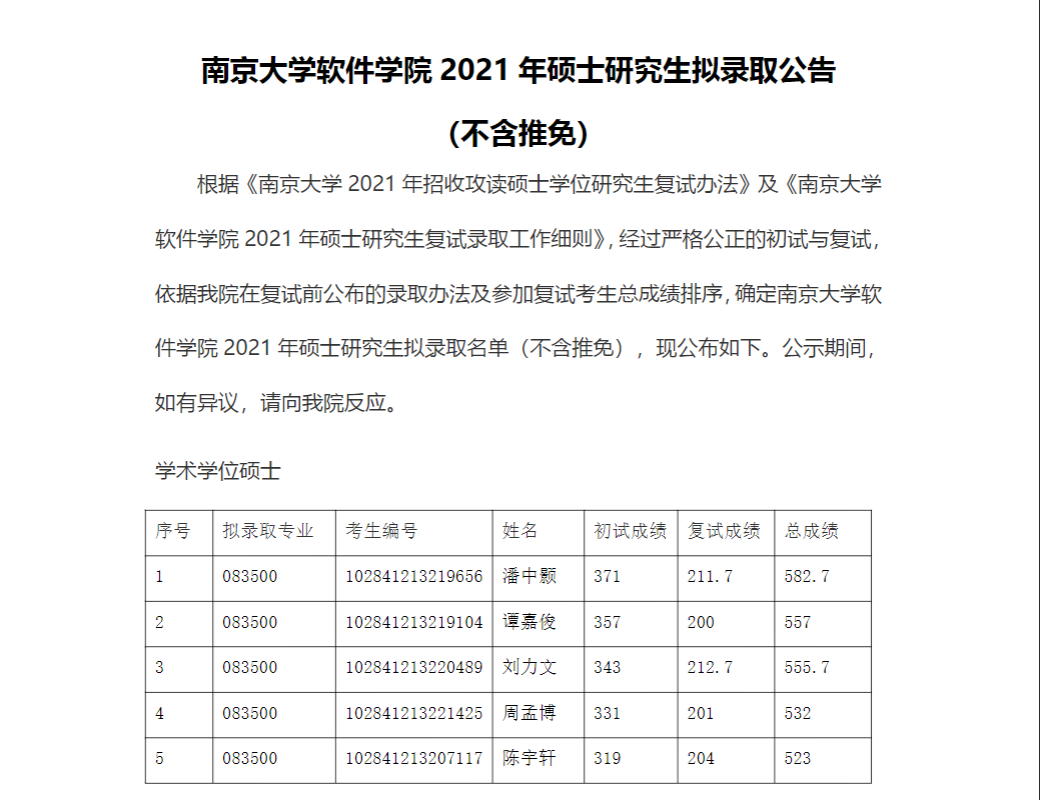 南京大学软件学院 2021 年硕士研究生拟录取公告
（不含推免）
根据《南京大学 2021 年招收攻读硕士学位研究生复试办法》及《南京大学
软件学院 2021 年硕士研究生复试录取工作细则》，经过严格公正的初试与复试，
依据我院在复试前公布的录取办法及参加复试考生总成绩排序，确定南京大学软
件学院 2021 年硕士研究生拟录取名单（不含推免），现公布如下。公示期间，
如有异议，请向我院反应。
学术学位硕士
序号 拟录取专业 考生编号 姓名 初试成绩 复试成绩 总成绩
1 083500 102841213219656 潘中颢 371 211.7 582.7
2 083500 102841213219104 谭嘉俊 357 200 557
3 083500 102841213220489 刘力文 343 212.7 555.7
4 083500 102841213221425 周孟博 331 201 532
5 083500 102841213207117 陈宇轩 319 204 523